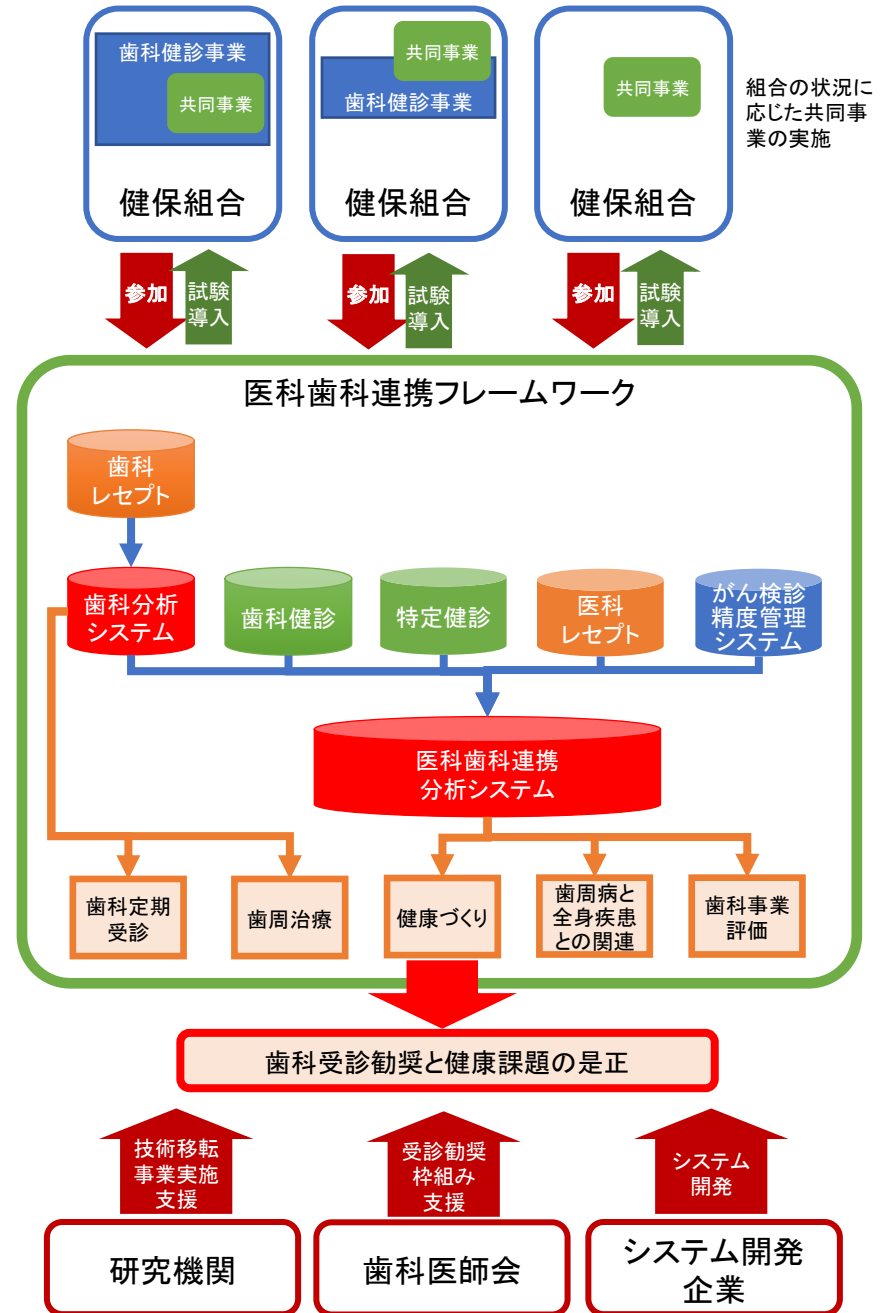 歯科健診事業
共同事業
健保組合
共同事業
歯科健診事業
健保組合
共同事業
健保組合
組合の状況に
応じた共同事
業の実施
参加
試験
導入
参加
試験
導入
参加
試験
導入
医科歯科連携フレームワーク
歯科
レセプト
歯科分析
システム
歯科健診
特定健診
医科
レセプト
がん検診
精度管理
システム
医科歯科連携
分析システム
歯科定期
受診
歯周治療
健康づくり
歯周病と
全身疾患
との関連
歯科事業
評価
歯科受診勧奨と健康課題の是正
技術移転
事業実施
支援
受診勧奨
枠組み
支援
システム
開発
研究機関
歯科医師会
システム開発
企業